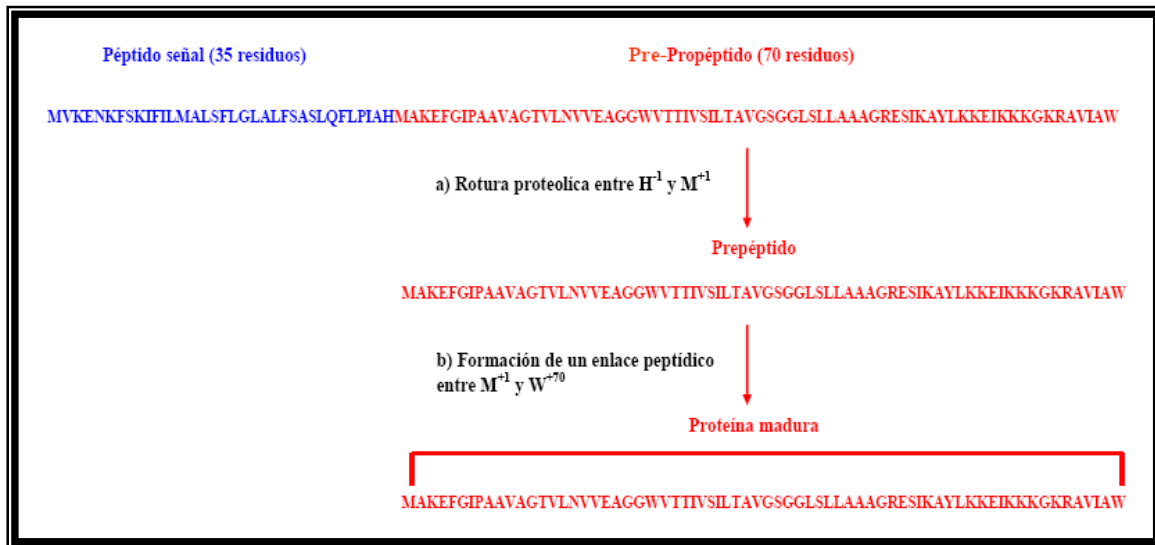 Péptido señal (35 residuos) Pre-Propéptido (70 residuos)
MVKENKFSKIFILMALSFLGLALFSASLQFLPIAHMAKEFGIPAAVAGTVLNVVEAGGWVTTIVSILTAVGSGGLSLLAAAGRESIKAYLKKEIKKKGKRAVIAW
a) Rotura proteolíca entre H⁻¹ y M⁺¹
Prepéptido
MAKEFGIPAAVAGTVLNVVEAGGWVTTIVSILTAVGSGGLSLLAAAGRESIKAYLKKEIKKKGKRAVIAW
b) Formación de un enlace peptídico
entre M⁺¹ y W⁺⁷⁰
Proteína madura
MAKEFGIPAAVAGTVLNVVEAGGWVTTIVSILTAVGSGGLSLLAAAGRESIKAYLKKEIKKKGKRAVIAW